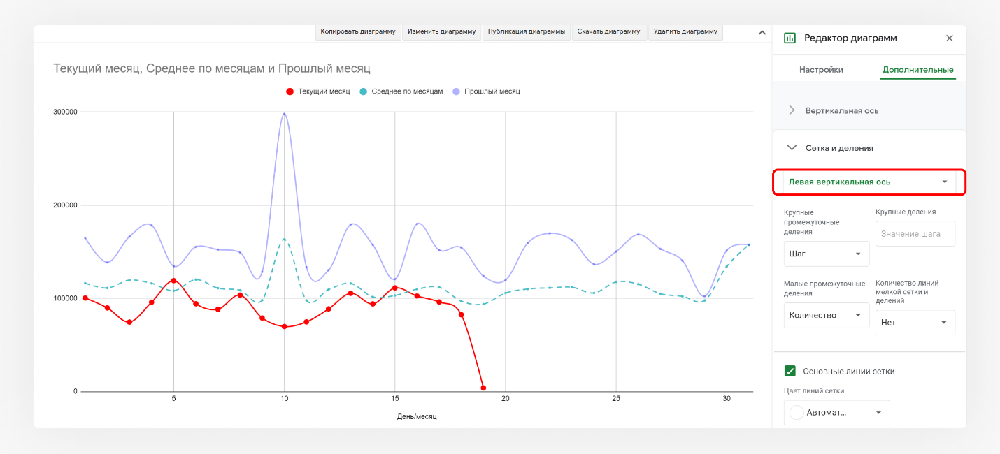 Копировать диаграмму
Изменить диаграмму
Публикация диаграммы
Скачать диаграмму
Удалить диаграмму
Текущий месяц, Среднее по месяцам и Прошлый месяц
Текущий месяц
Среднее по месяцам
Прошлый месяц
300000
200000
100000
0
5
10
15
20
25
30
День/месяц
Редактор диаграмм
Настройки
Дополнительные
Вертикальная ось
Сетка и деления
Левая вертикальная ось
Крупные
промежуточные
деления
Шаг
Крупные деления
Значение шага
Малые промежуточные
деления
Количество
Количество линий
мелкой сетки и
делений
Нет
Основные линии сетки
Цвет линий сетки
Автомат...